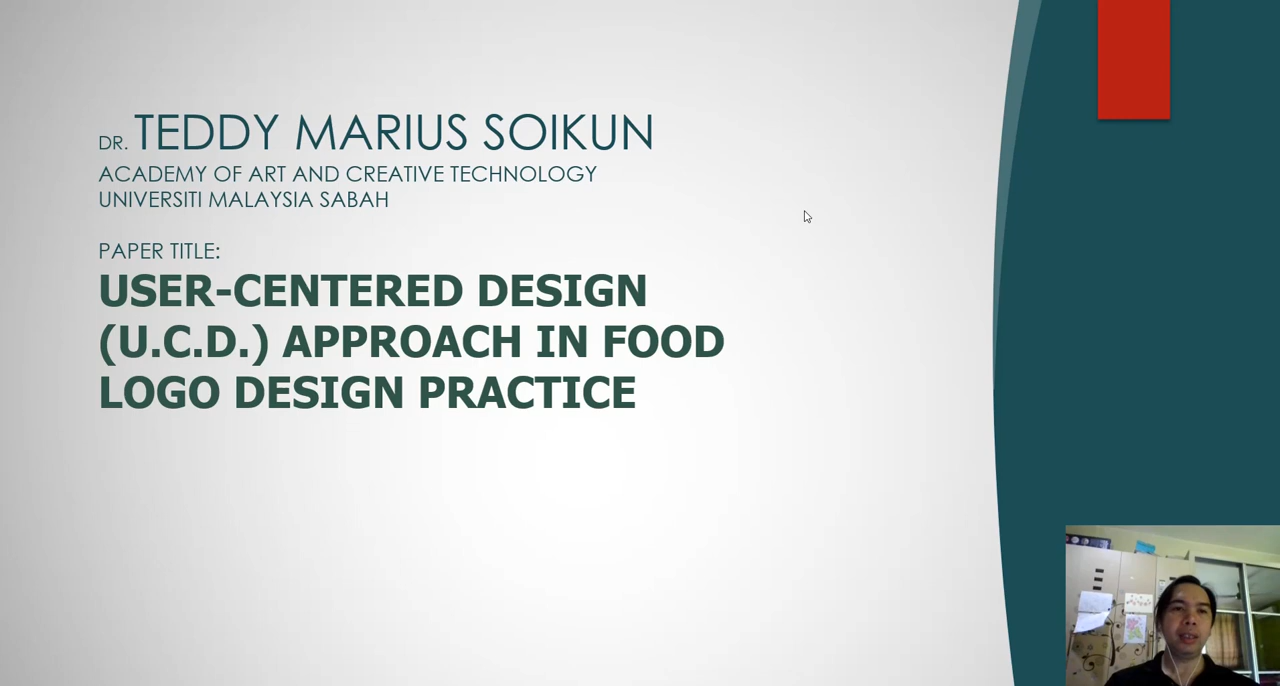 DR. TEDDY MARIUS SOIKUN
ACADEMY OF ART AND CREATIVE TECHNOLOGY
UNIVERSITI MALAYSIA SABAH
PAPER TITLE:
USER-CENTERED DESIGN
(U.C.D.) APPROACH IN FOOD
LOGO DESIGN PRACTICE